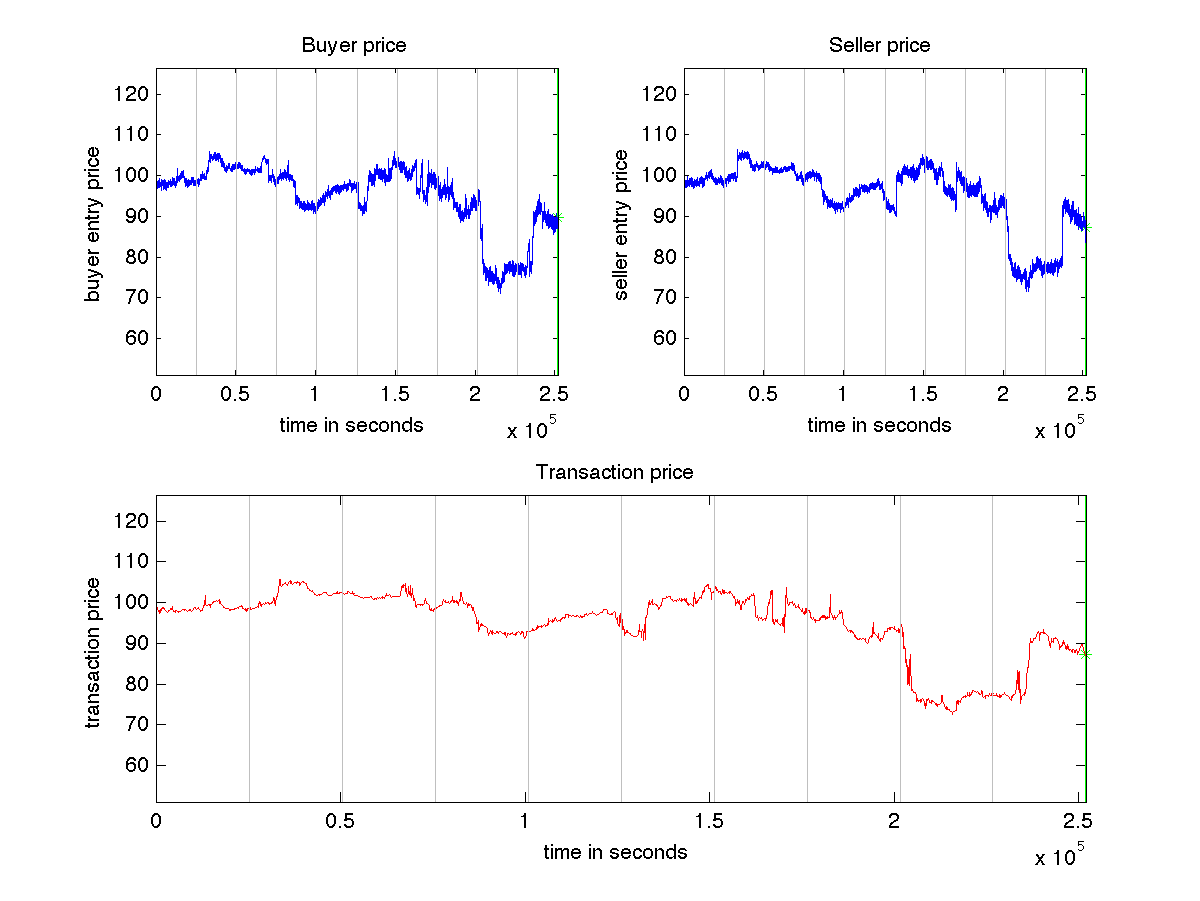 Buyer price
buyer entry price
120
110
100
90
80
70
60
0 0.5 1 1.5 2 2.5
time in seconds
x 10^5
Seller price
seller entry price
120
110
100
90
80
70
60
0 0.5 1 1.5 2 2.5
time in seconds
x 10^5
Transaction price
transaction price
120
110
100
90
80
70
60
0 0.5 1 1.5 2 2.5
time in seconds
x 10^5